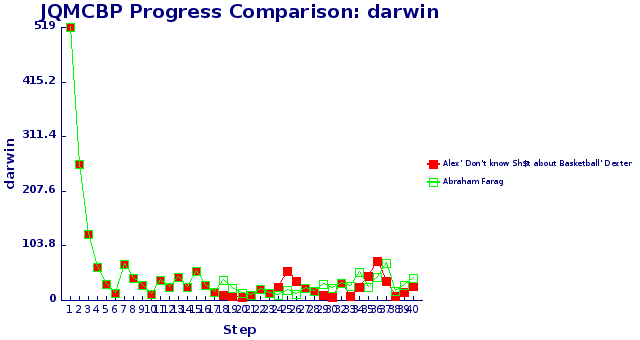 JQMCBP Progress Comparison: darwin
519
415.2
311.4
207.6
103.8
0
darwin
1 2 3 4 5 6 7 8 9 10 11 12 13 14 15 16 17 18 19 20 21 22 23 24 25 26 27 28 29 30 31 32 33 34 35 36 37 38 39 40
Step
Alex' Don't know Sh$t about Basketball' Dexter
Abraham Farag